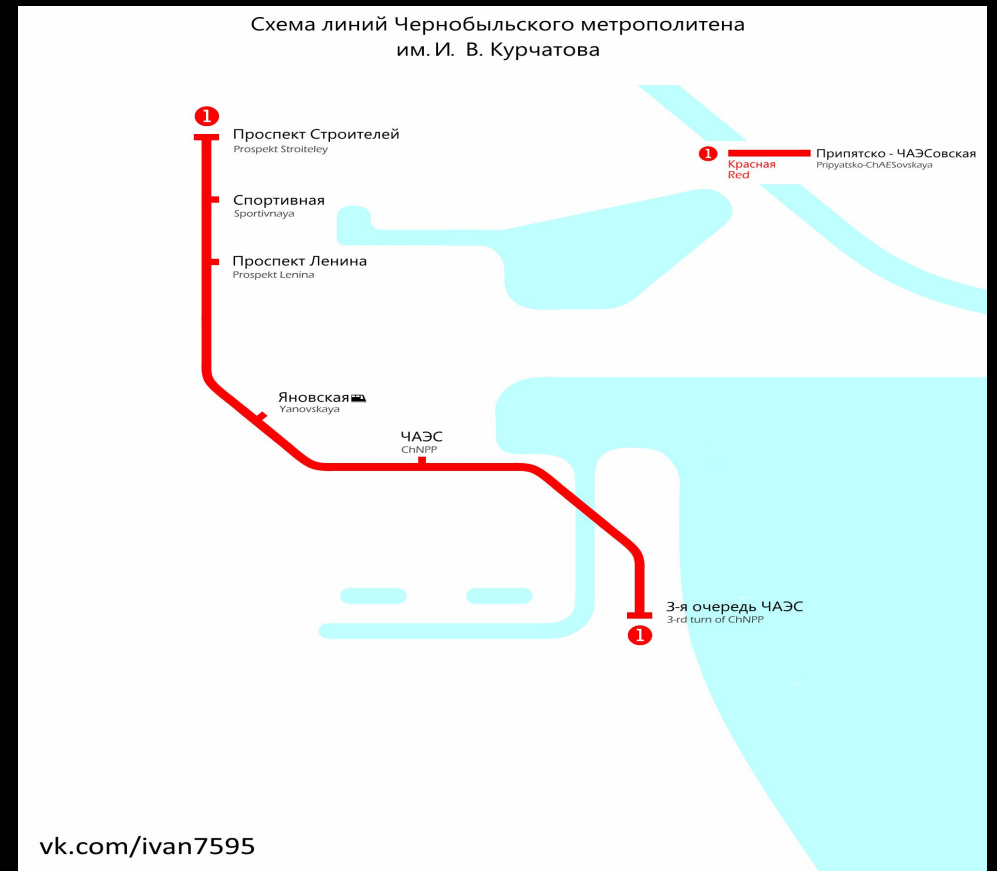 Схема линий Чернобыльского метрополитена
им. И. В. Курчатова
1
Проспект Строителей
Prospekt Stroiteley
1
Припятско - ЧАЭСовская
Pripyatsko-ChAESovskaya
Красная
Red
Спортивная
Sportivnaya
Проспект Ленина
Prospekt Lenina
Яновская
Yanovskaya
ЧАЭС
ChNPP
3-я очередь ЧАЭС
3-rd turn of ChNPP
1
vk.com/ivan7595